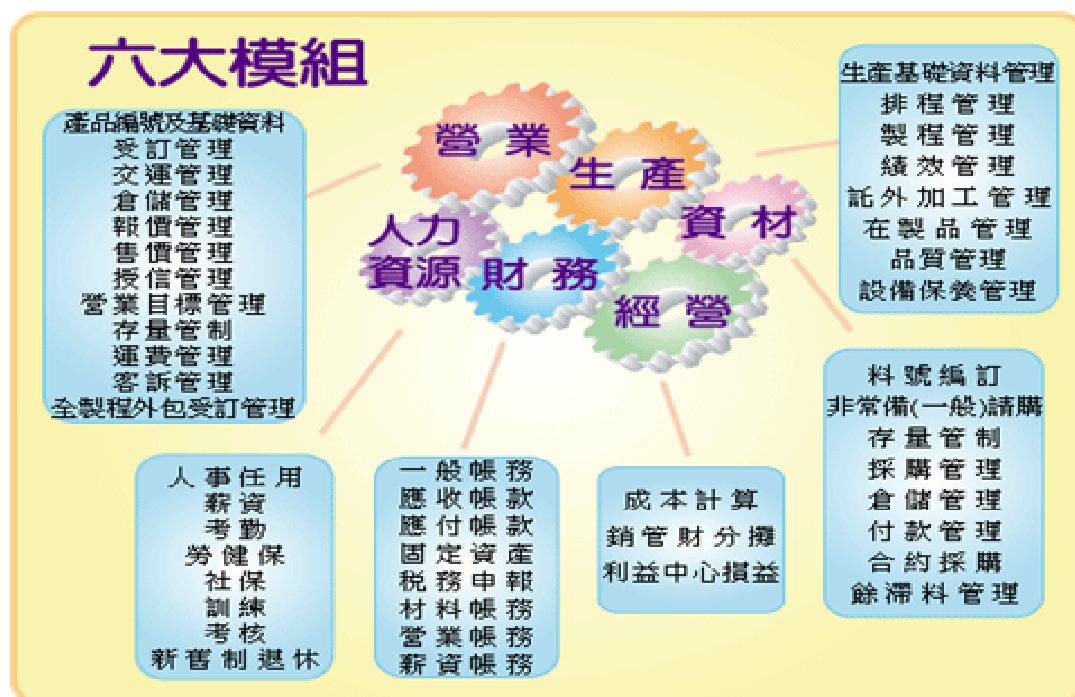 六大模組
產品編號及基礎資料
受訂管理
交運管理
倉儲管理
報價管理
售價管理
授信管理
營業目標管理
存量管制
運費管理
客訴管理
全製程外包受訂管理
營業
生產
資材
人力
資源
財務
經營
生產基礎資料管理
排程管理
製程管理
績效管理
託外加工管理
在製品管理
品質管理
設備保養管理
人事任用
薪資
考勤
勞健保
社保
訓練
考核
新舊制退休
一般帳務
應收帳款
應付帳款
固定資產
稅務申報
材料帳務
營業帳務
薪資帳務
成本計算
銷管財分攤
利益中心損益
料號編訂
非常備(一般)請購
存量管制
採購管理
倉儲管理
付款管理
合約採購
餘滯料管理